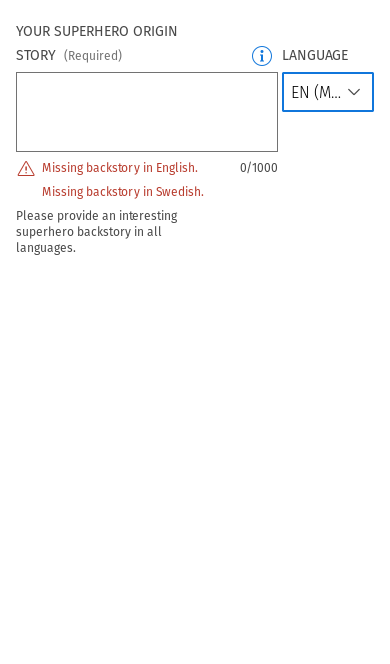 YOUR SUPERHERO ORIGIN
STORY (Required)
LANGUAGE
EN (M...
Missing backstory in English.
0/1000
Missing backstory in Swedish.
Please provide an interesting
superhero backstory in all
languages.